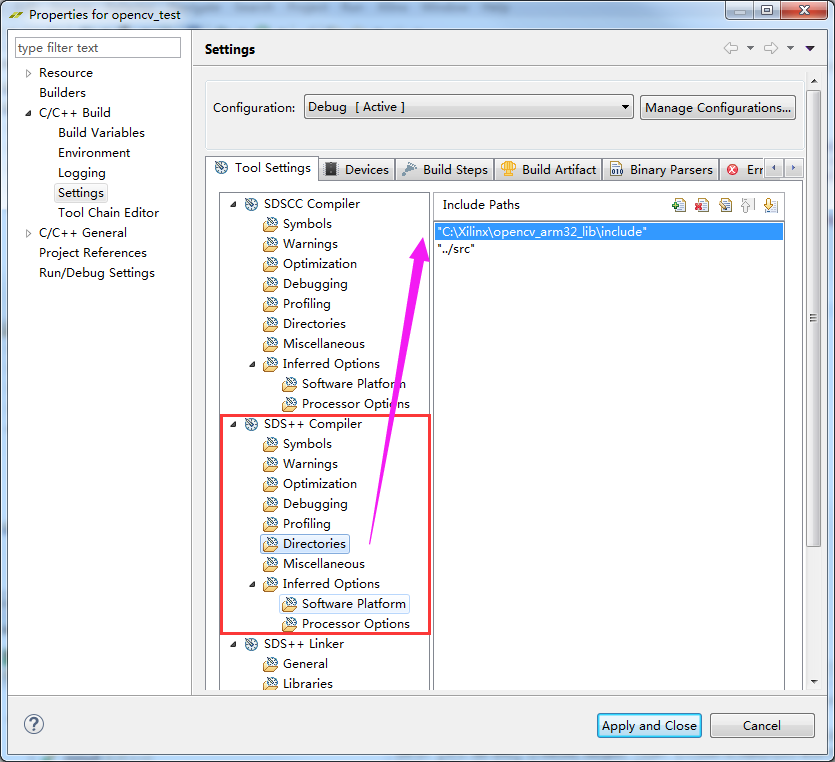 Properties for opencv_test
type filter text
Resource
Builders
C/C++ Build
Build Variables
Environment
Logging
Settings
Tool Chain Editor
C/C++ General
Project References
Run/Debug Settings
Settings
Configuration:
Debug [ Active ]
Manage Configurations...
Tool Settings
Devices
Build Steps
Build Artifact
Binary Parsers
Err
SDSCC Compiler
Symbols
Warnings
Optimization
Debugging
Profiling
Directories
Miscellaneous
Inferred Options
Software Platform
Processor Options
SDS++ Compiler
Symbols
Warnings
Optimization
Debugging
Profiling
Directories
Miscellaneous
Inferred Options
Software Platform
Processor Options
SDS++ Linker
General
Libraries
Include Paths
"C:\Xilinx\opencv_arm32_lib\include"
"../src"
Apply and Close
Cancel